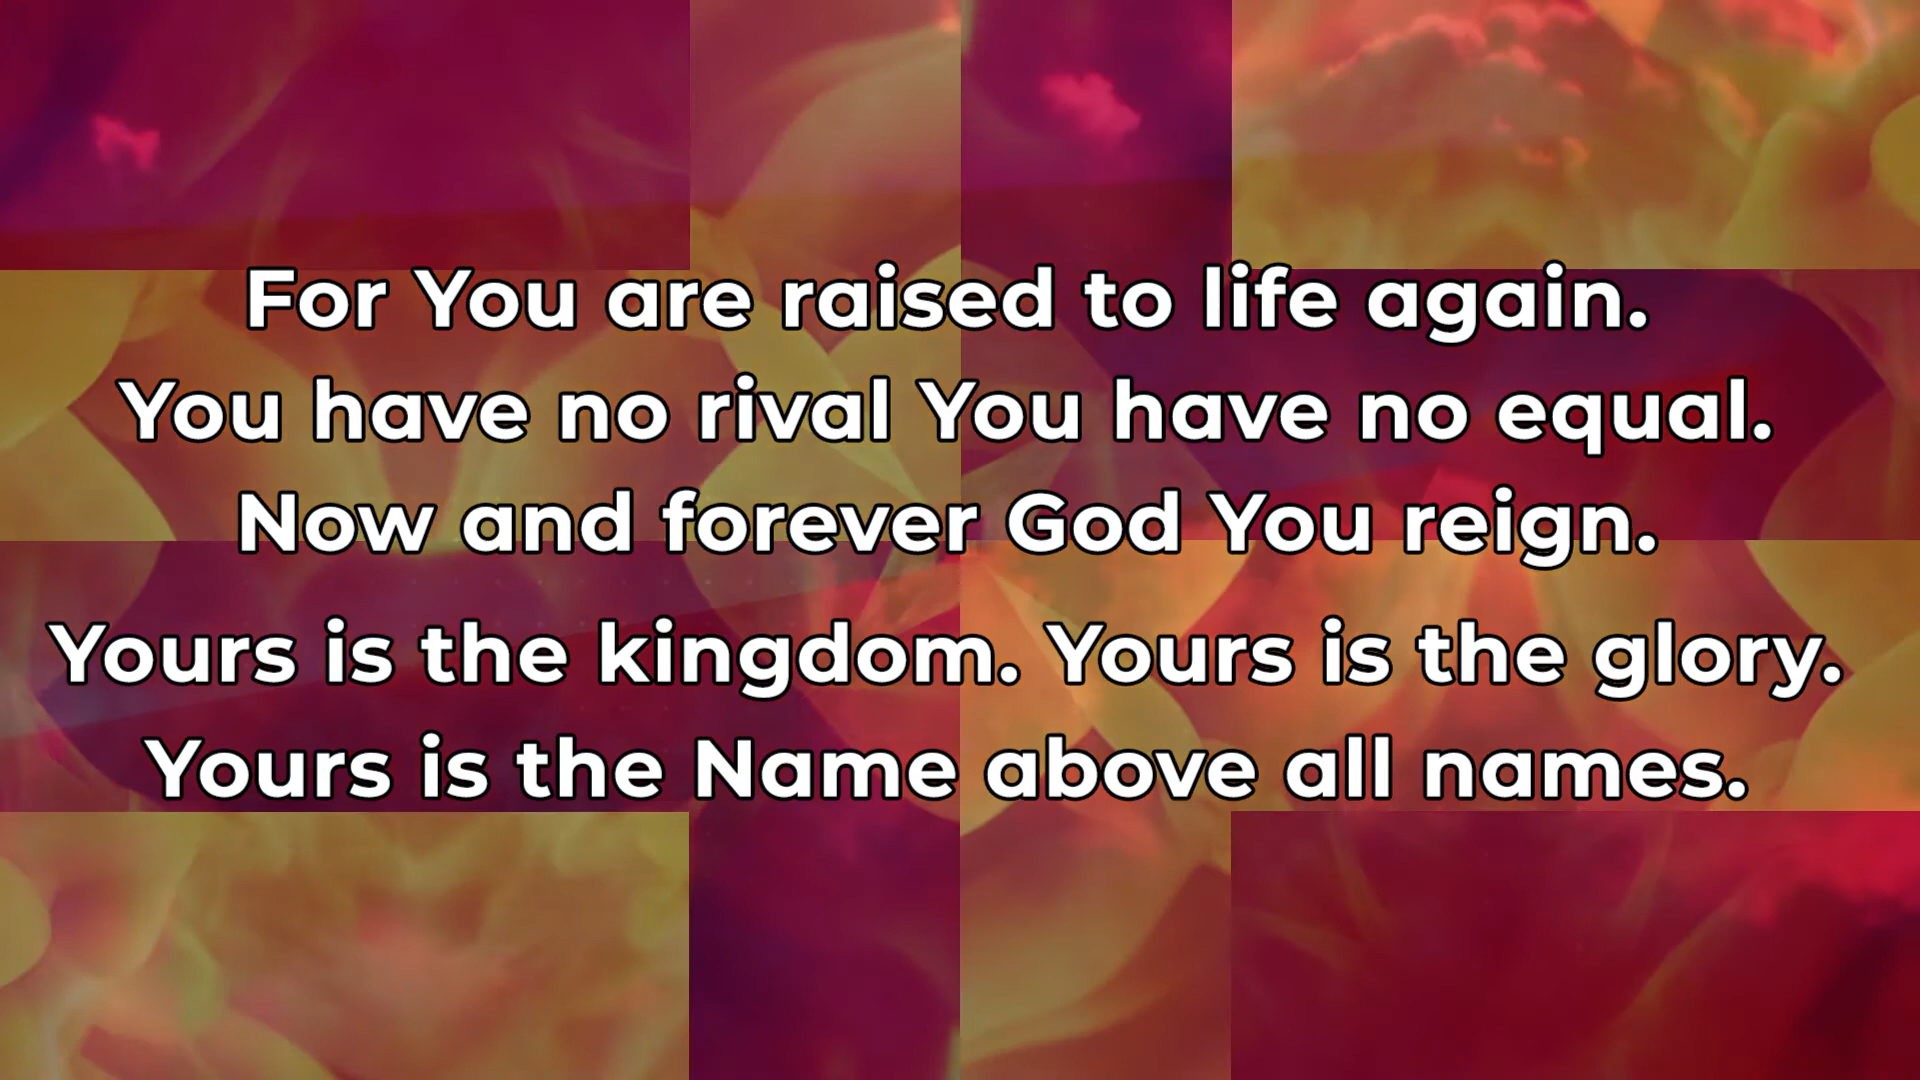 For You are raised to life again.
You have no rival You have no equal.
Now and forever God You reign.
Yours is the kingdom. Yours is the glory.
Yours is the Name above all names.